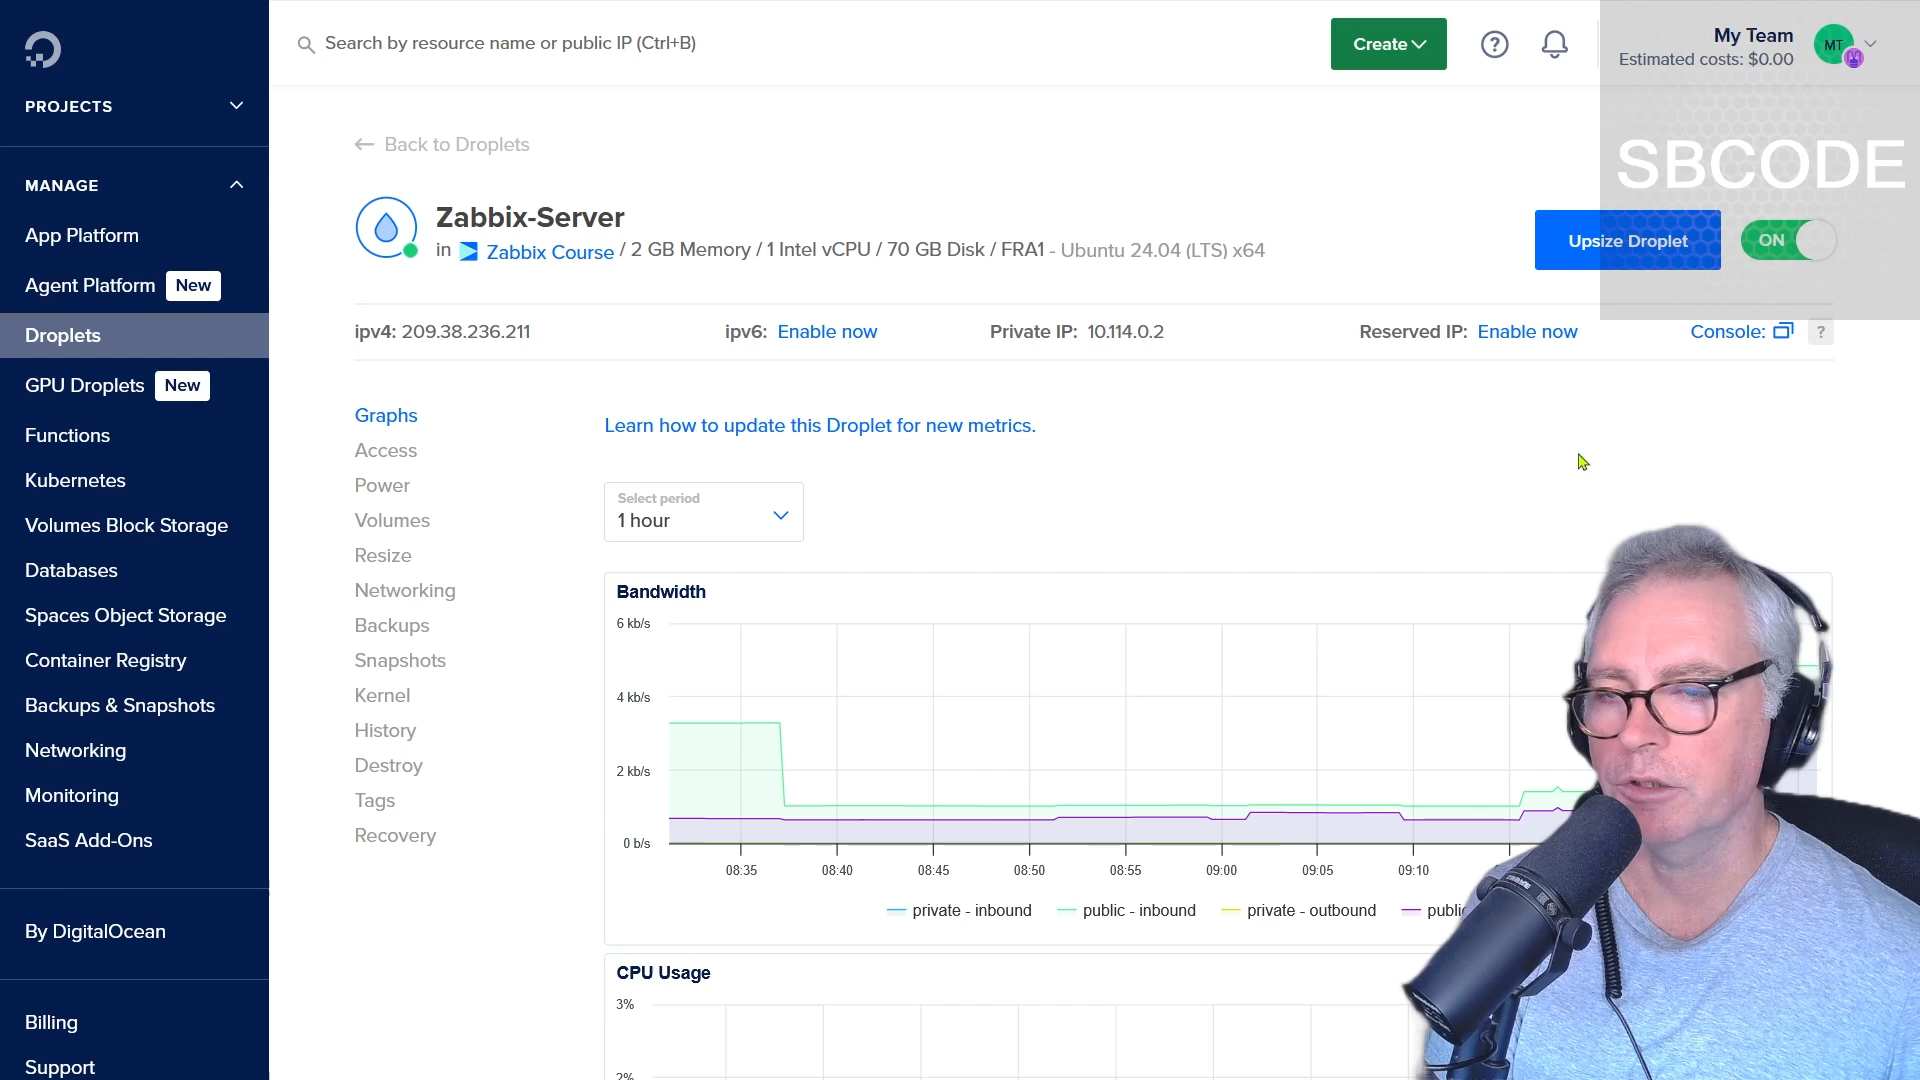 Search by resource name or public IP (Ctrl+B)
Create
?
My Team
Estimated costs: $0.00
MT
SBCODE
PROJECTS
MANAGE
App Platform
Agent Platform New
Droplets
GPU Droplets New
Functions
Kubernetes
Volumes Block Storage
Databases
Spaces Object Storage
Container Registry
Backups & Snapshots
Networking
Monitoring
SaaS Add-Ons
By DigitalOcean
Billing
Support
Back to Droplets
Zabbix-Server
in Zabbix Course / 2 GB Memory / 1 Intel vCPU / 70 GB Disk / FRA1 - Ubuntu 24.04 (LTS) x64
Upsize Droplet
ON
ipv4: 209.38.236.211
ipv6: Enable now
Private IP: 10.114.0.2
Reserved IP: Enable now
Console:
?
Graphs
Access
Power
Volumes
Resize
Networking
Backups
Snapshots
Kernel
History
Destroy
Tags
Recovery
Learn how to update this Droplet for new metrics.
Select period
1 hour
Bandwidth
6 kb/s
4 kb/s
2 kb/s
0 b/s
08:35 08:40 08:45 08:50 08:55 09:00 09:05 09:10
private - inbound public - inbound private - outbound
CPU Usage
3%
2%